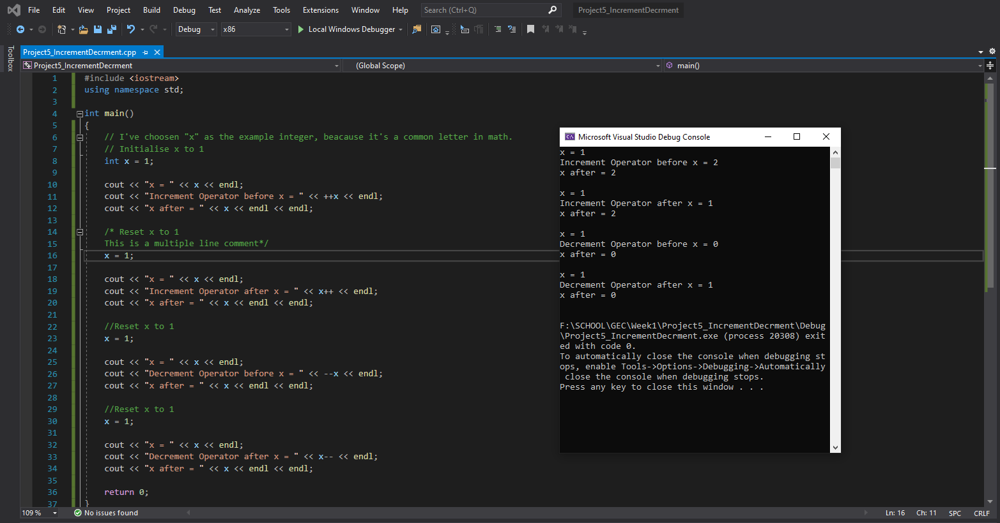 File Edit View Project Build Debug Test Analyze Tools Extensions Window Help Search (Ctrl+Q) Project5_IncrementDecrment
Debug x86 Local Windows Debugger
Toolbox
Project5_IncrementDecrment.cpp
Project5_IncrementDecrment (Global Scope) main()
1 #include <iostream>
2 using namespace std;
3
4 int main()
5 {
6 // I've choosen "x" as the example integer, beacause it's a common letter in math.
7 // Initialise x to 1
8 int x = 1;
9
10 cout << "x = " << x << endl;
11 cout << "Increment Operator before x = " << ++x << endl;
12 cout << "x after = " << x << endl << endl;
13
14 /* Reset x to 1
15 This is a multiple line comment*/
16 x = 1;
17
18 cout << "x = " << x << endl;
19 cout << "Increment Operator after x = " << x++ << endl;
20 cout << "x after = " << x << endl << endl;
21
22 //Reset x to 1
23 x = 1;
24
25 cout << "x = " << x << endl;
26 cout << "Decrement Operator before x = " << --x << endl;
27 cout << "x after = " << x << endl << endl;
28
29 //Reset x to 1
30 x = 1;
31
32 cout << "x = " << x << endl;
33 cout << "Decrement Operator after x = " << x-- << endl;
34 cout << "x after = " << x << endl << endl;
35
36 return 0;
37 }
Microsoft Visual Studio Debug Console
x = 1
Increment Operator before x = 2
x after = 2
x = 1
Increment Operator after x = 1
x after = 2
x = 1
Decrement Operator before x = 0
x after = 0
x = 1
Decrement Operator after x = 1
x after = 0
F:\SCHOOL\GEC\Week1\Project5_IncrementDecrment\Debug
\Project5_IncrementDecrment.exe (process 20308) exit
ed with code 0.
To automatically close the console when debugging st
ops, enable Tools->Options->Debugging->Automatically
close the console when debugging stops.
Press any key to close this window . . .
109 % No issues found Ln: 16 Ch: 11 SPC CRLF